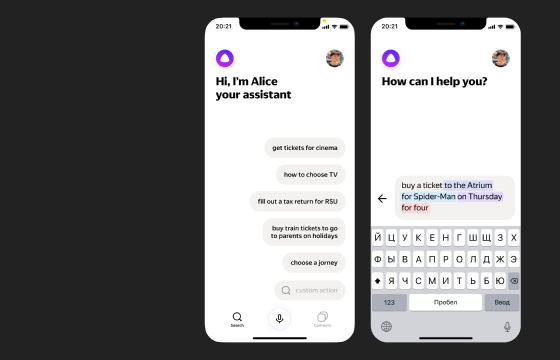 20:21
Hi, I'm Alice
your assistant
get tickets for cinema
how to choose TV
fill out a tax return for RSU
buy train tickets to go
to parents on holidays
choose a jorney
custom action
Search
20:21
How can I help you?
buy a ticket to the Atrium
for Spider-Man on Thursday
for four
Й Ц У К Е Н Г Ш Щ З Х
Ф Ы В А П Р О Л Д Ж Э
Я Ч С М И Т Ь Б Ю
123 Пробел Ввод